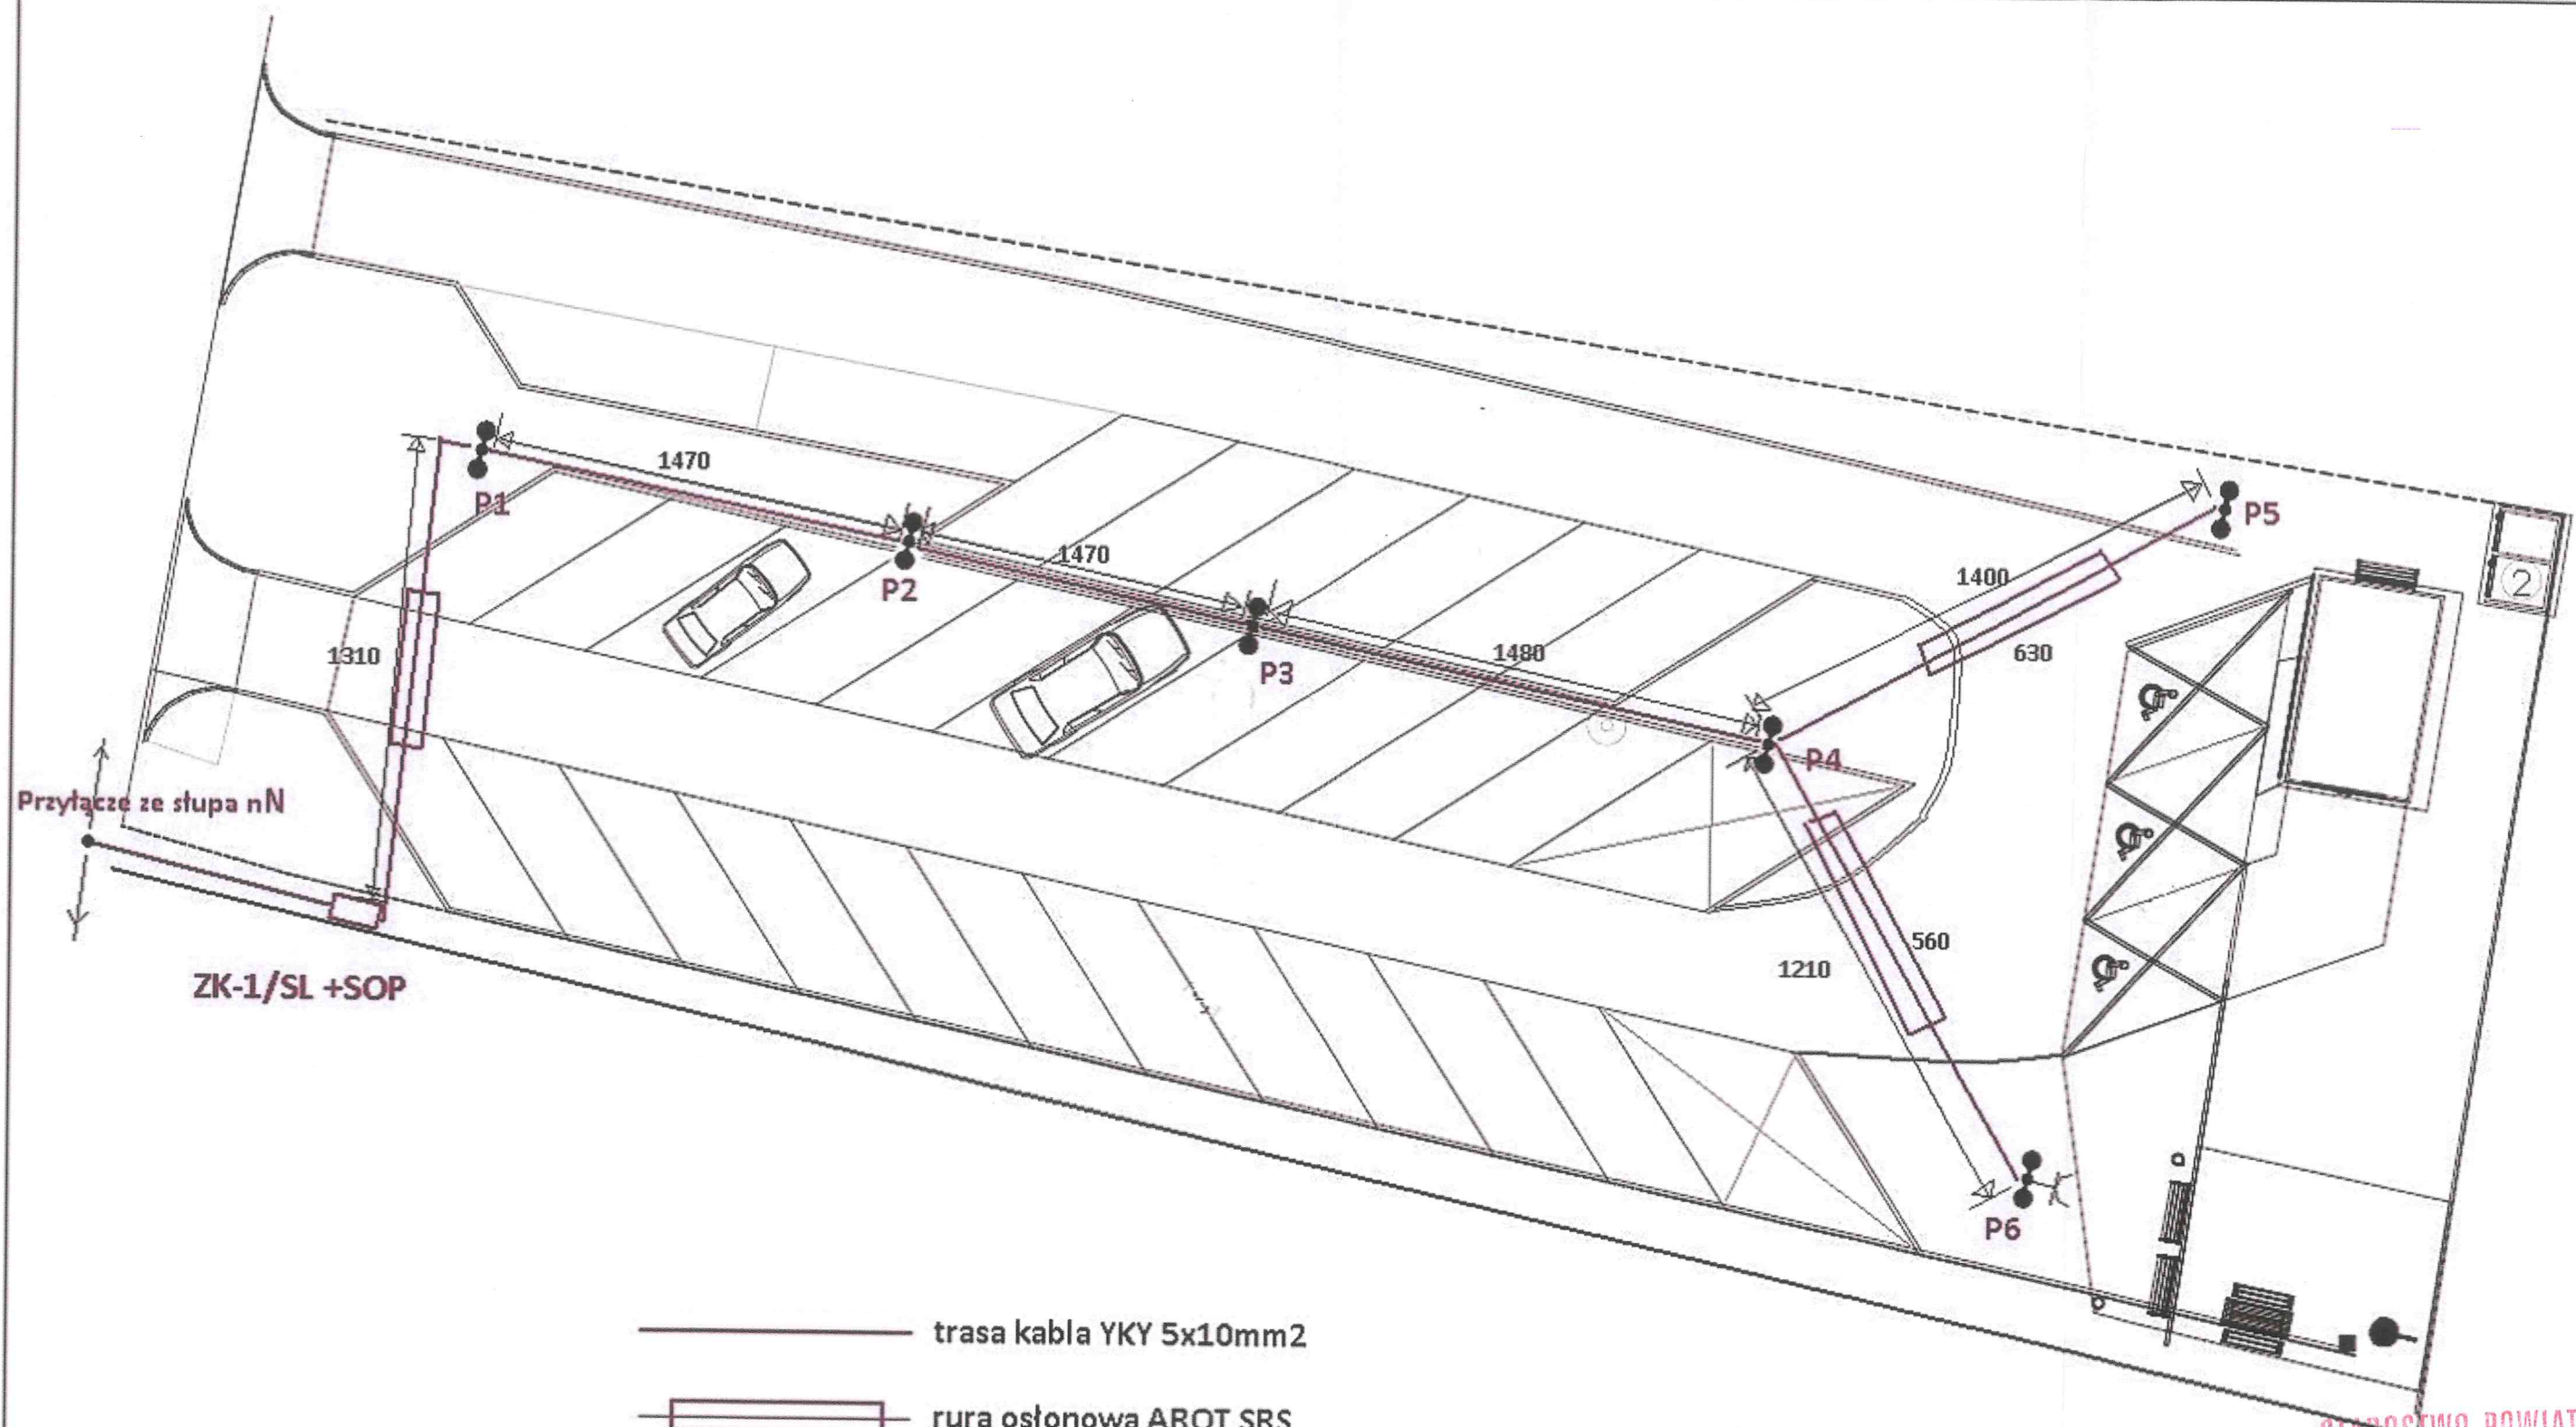 1470
P1
1470
P2
P5
1400
2
1310
P3
1480
630
P4
Przyłącze ze słupa nN
560
1210
ZK-1/SL +SOP
P6
trasa kabla YKY 5x10mm2
rura osłonowa AROT SRS